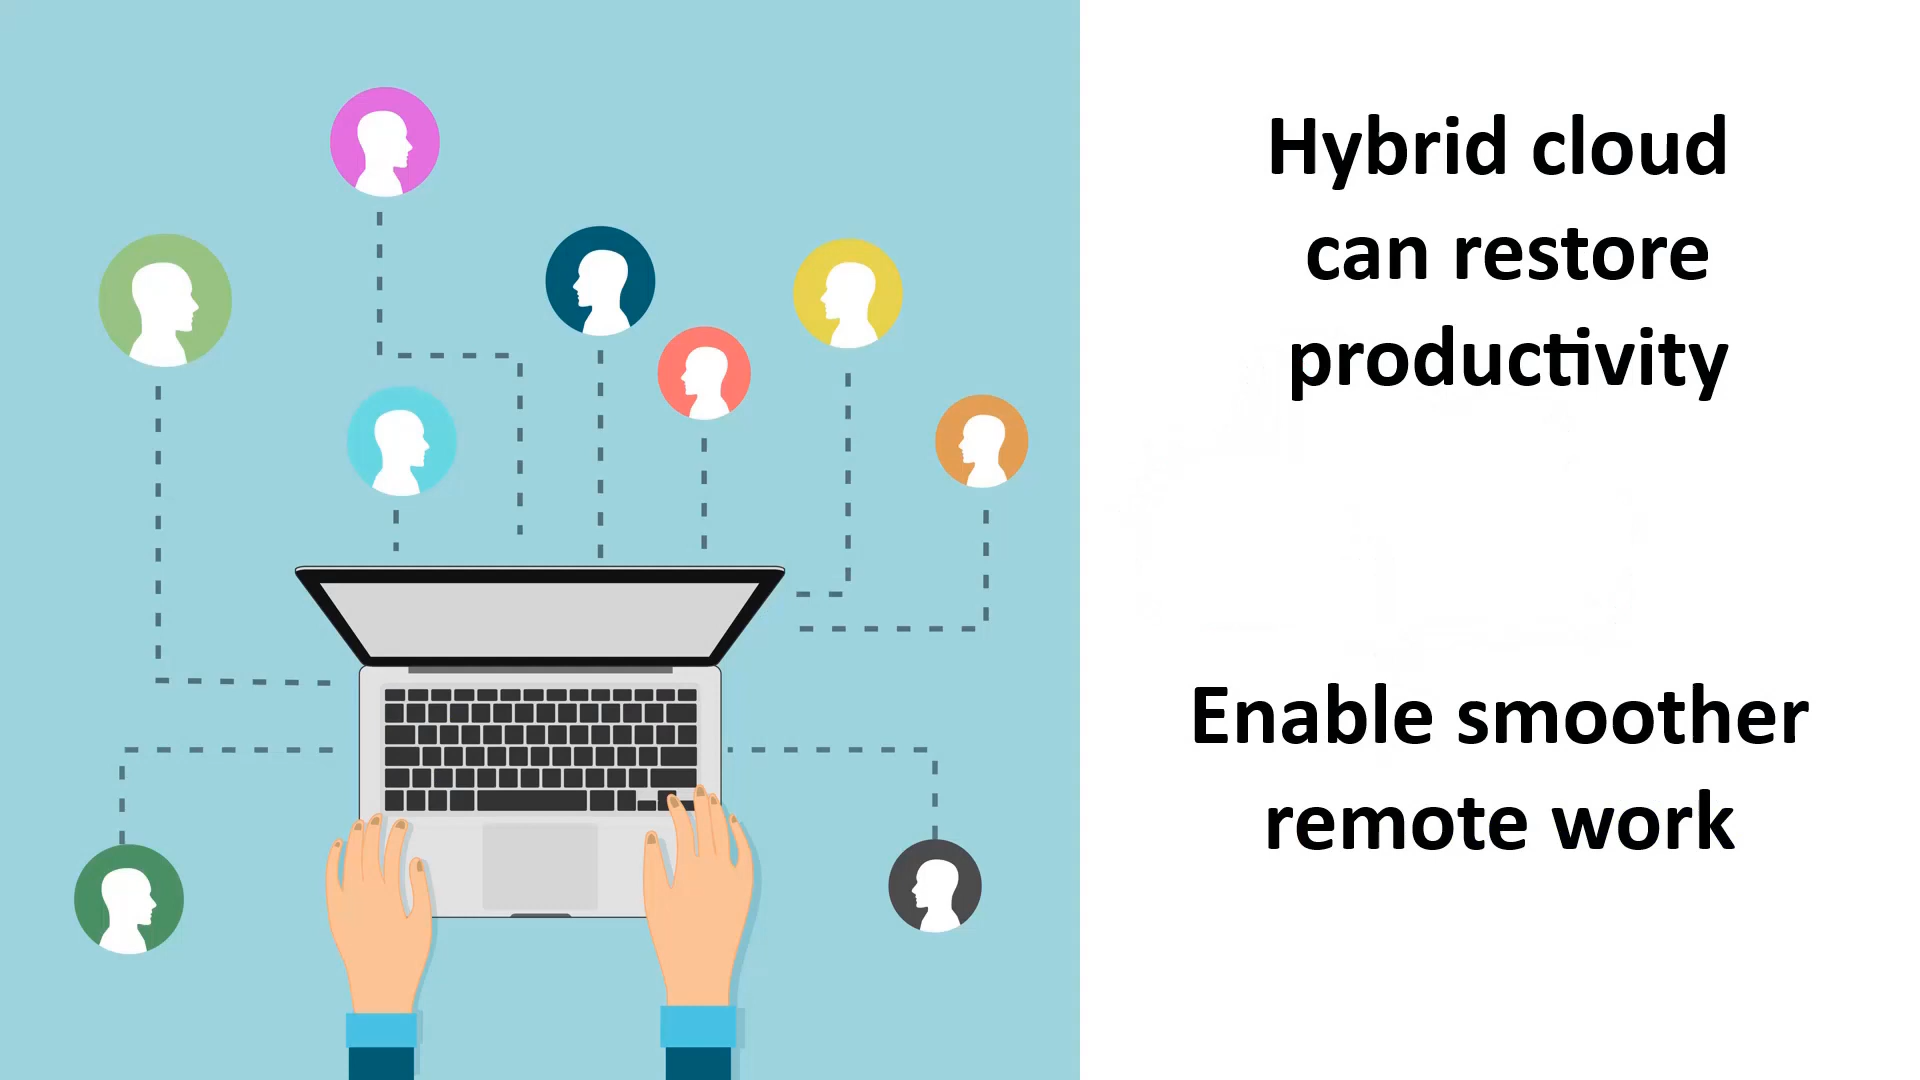 Hybrid cloud
can restore
productivity
Enable smoother
remote work